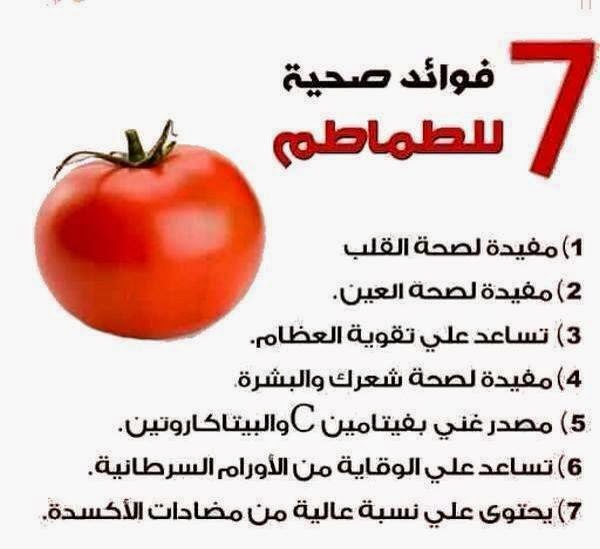 7 فوائد صحية
للطماطم
1) مفيدة لصحة القلب
2) مفيدة لصحة العين.
3) تساعد علي تقوية العظام.
4) مفيدة لصحة شعرك والبشرة.
5) مصدر غني بفيتامين C والبيتاكاروتين.
6) تساعد علي الوقاية من الأورام السرطانية.
7) يحتوى علي نسبة عالية من مضادات الأكسدة.